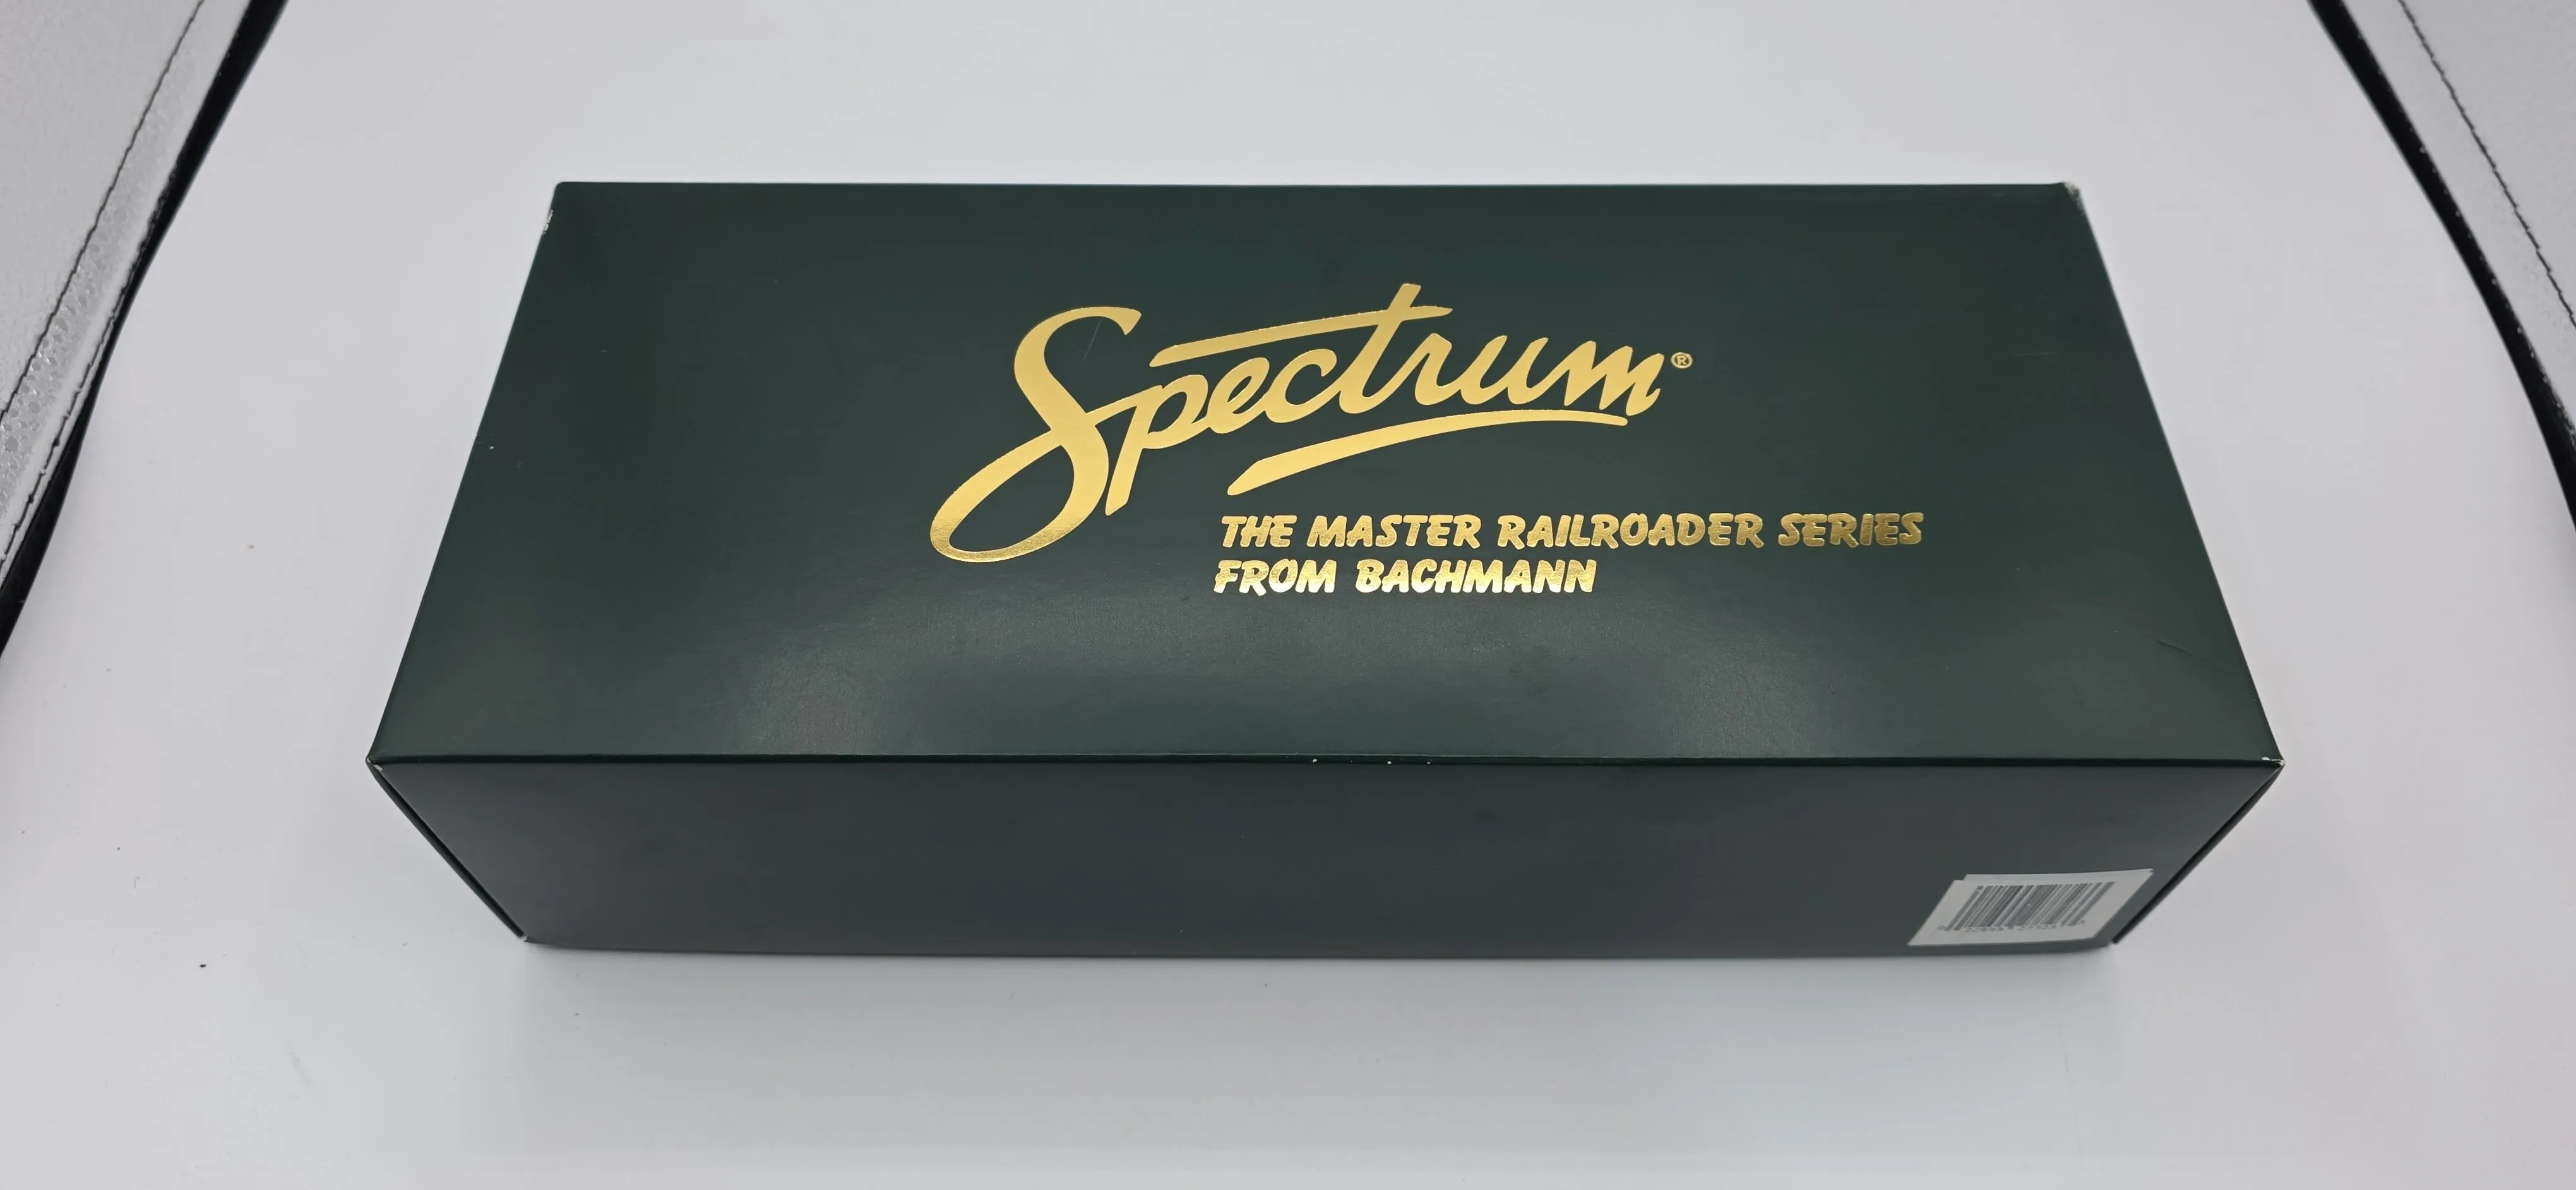 Spectrum®
THE MASTER RAILROADER SERIES
FROM BACHMANN